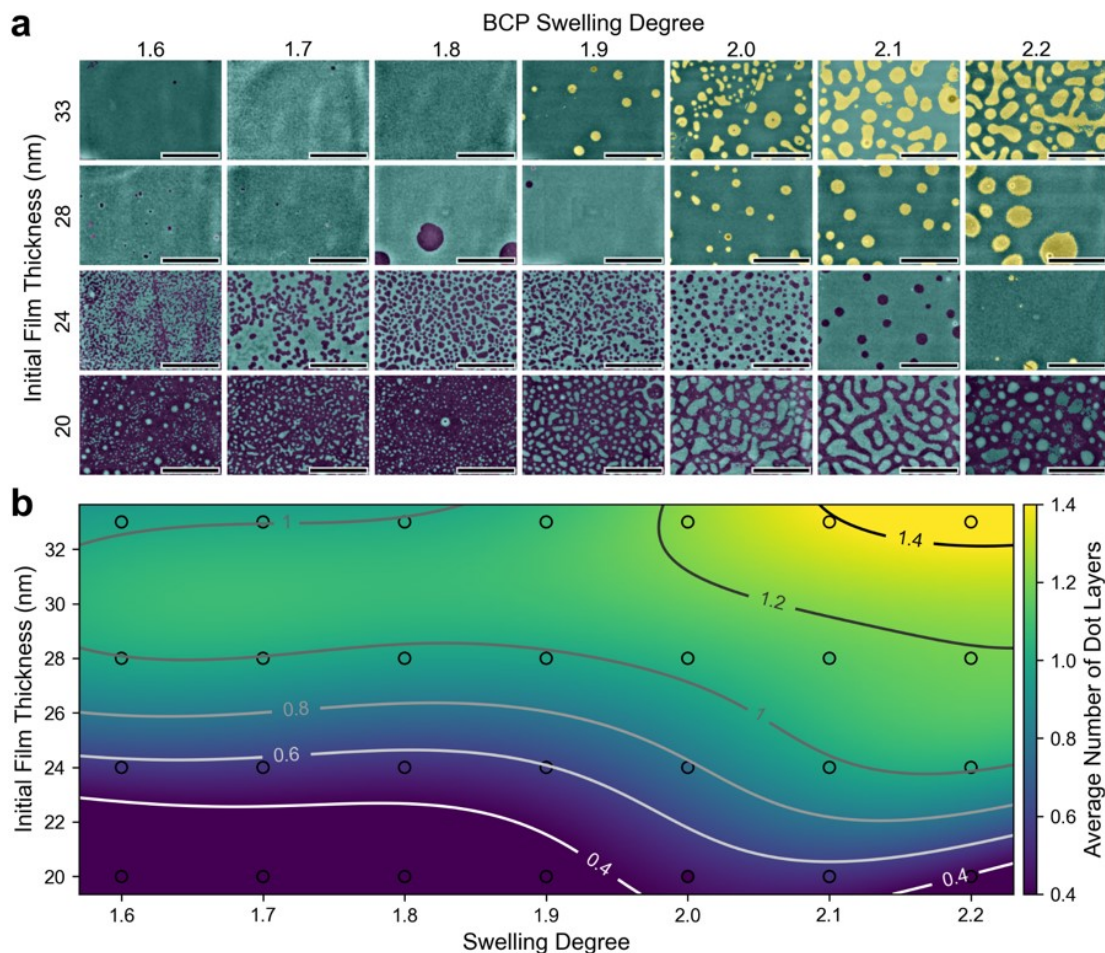 a
BCP Swelling Degree
1.6 1.7 1.8 1.9 2.0 2.1 2.2
Initial Film Thickness (nm)
33
28
24
20
b
Initial Film Thickness (nm)
32
30
28
26
24
22
20
1
1.4
1.2
1
0.8
0.6
0.4
0.4
1.6 1.7 1.8 1.9 2.0 2.1 2.2
Swelling Degree
1.4
1.2
1.0
0.8
0.6
0.4
Average Number of Dot Layers